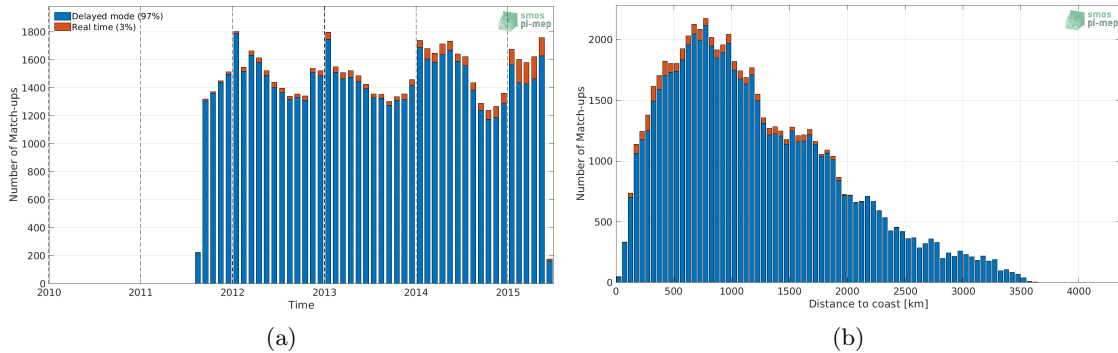 Delayed mode (97%)
Real time (3%)
smos
pi-mep
Number of Match-ups
1800
1600
1400
1200
1000
800
600
400
200
0
2010
2011
2012
2013
2014
2015
Time
(a)
smos
pi-mep
Number of Match-ups
2000
1500
1000
500
0
0
500
1000
1500
2000
2500
3000
3500
4000
Distance to coast [km]
(b)